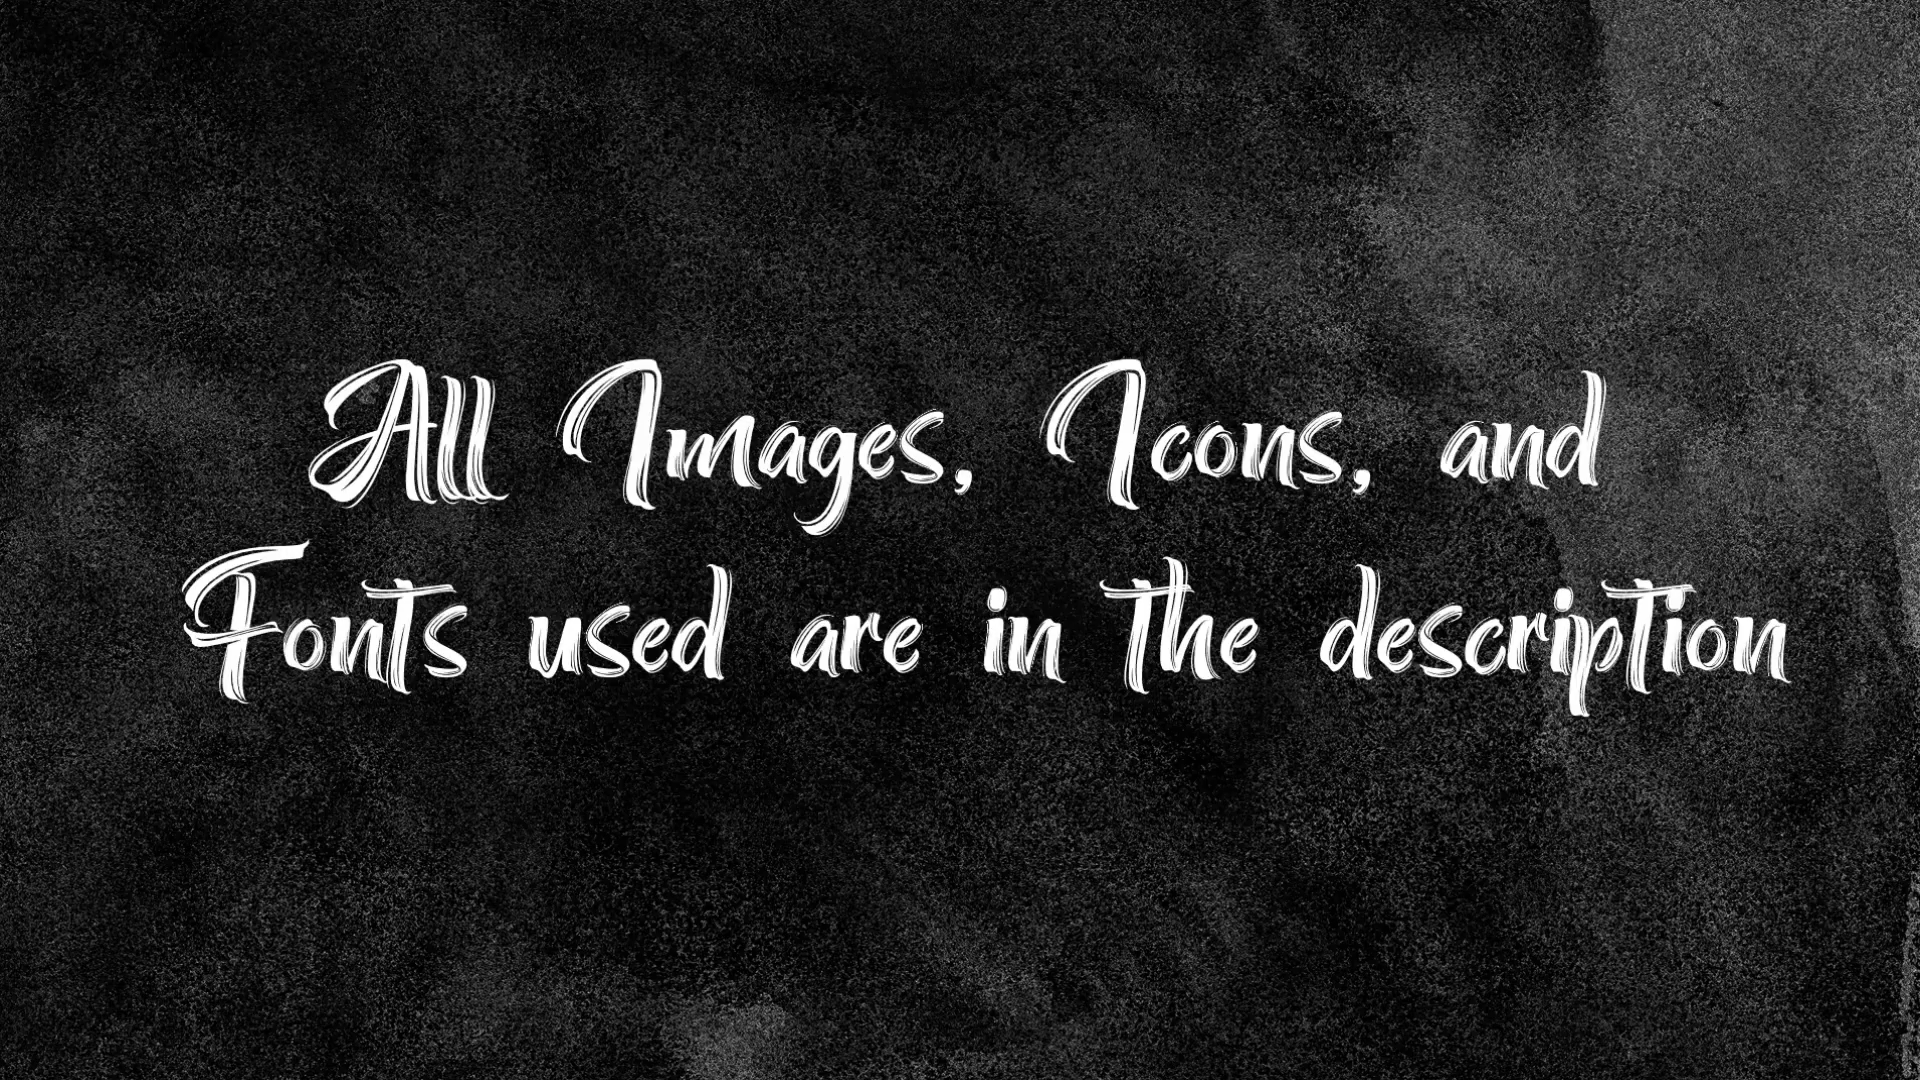 All Images, Icons, and
Fonts used are in the description